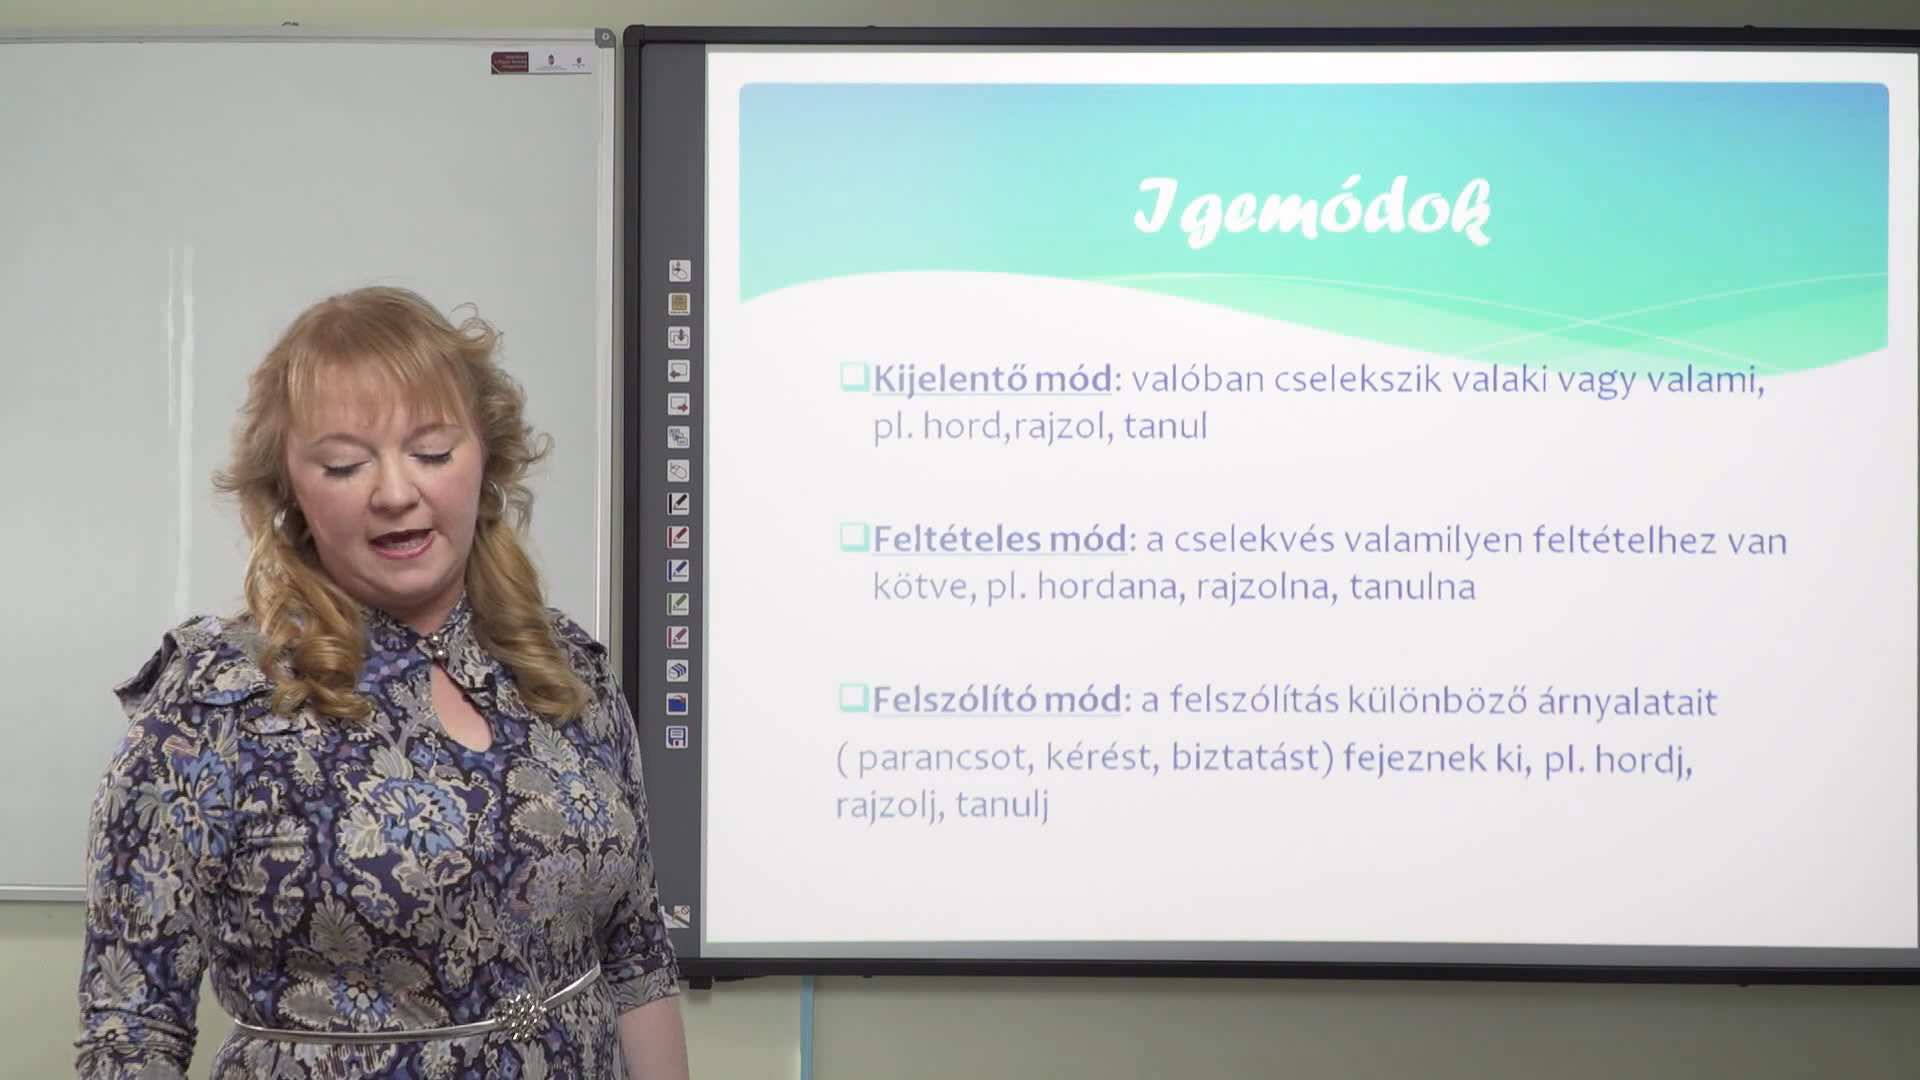 Igemódok
Kijelentő mód: valóban cselekszik valaki vagy valami,
pl. hord,rajzol, tanul
Feltételes mód: a cselekvés valamilyen feltételhez van
kötve, pl. hordana, rajzolna, tanulna
Felszólító mód: a felszólítás különböző árnyalatait
( parancsot, kérést, biztatást) fejeznek ki, pl. hordj,
rajzolj, tanulj